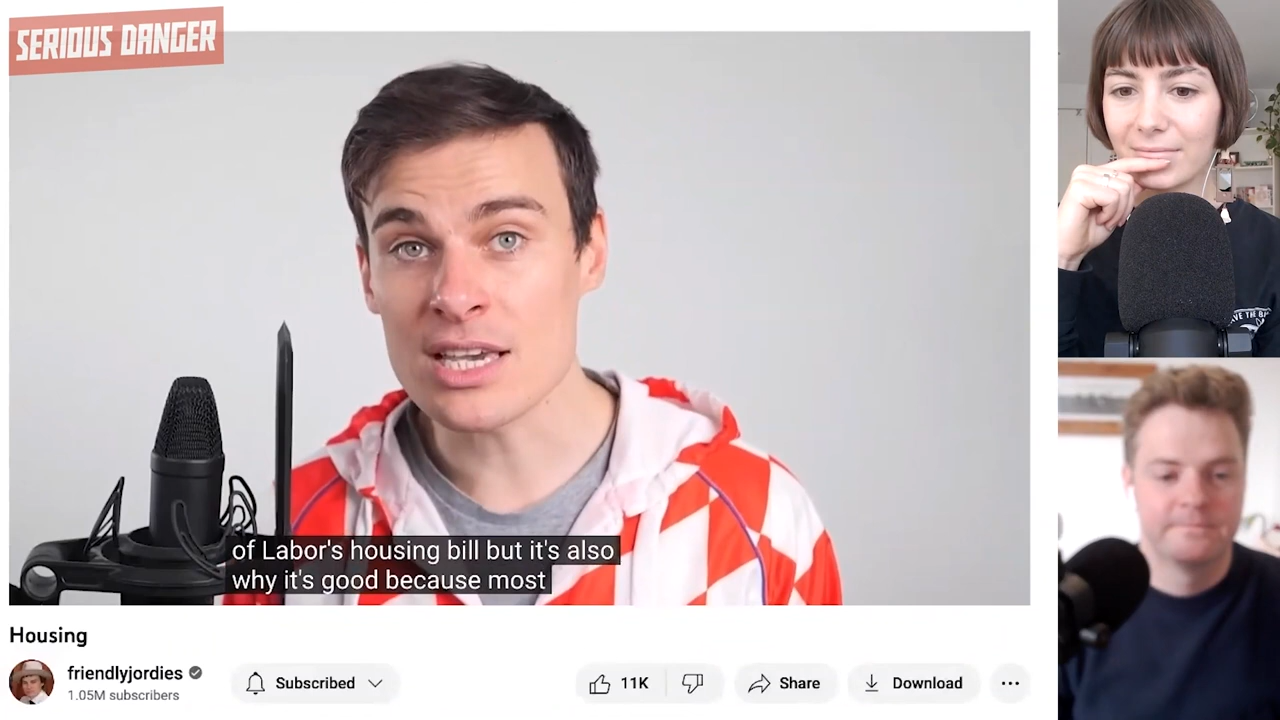 SERIOUS DANGER
of Labor's housing bill but it's also
why it's good because most
Housing
friendlyjordies
1.05M subscribers
Subscribed
11K
Share
Download